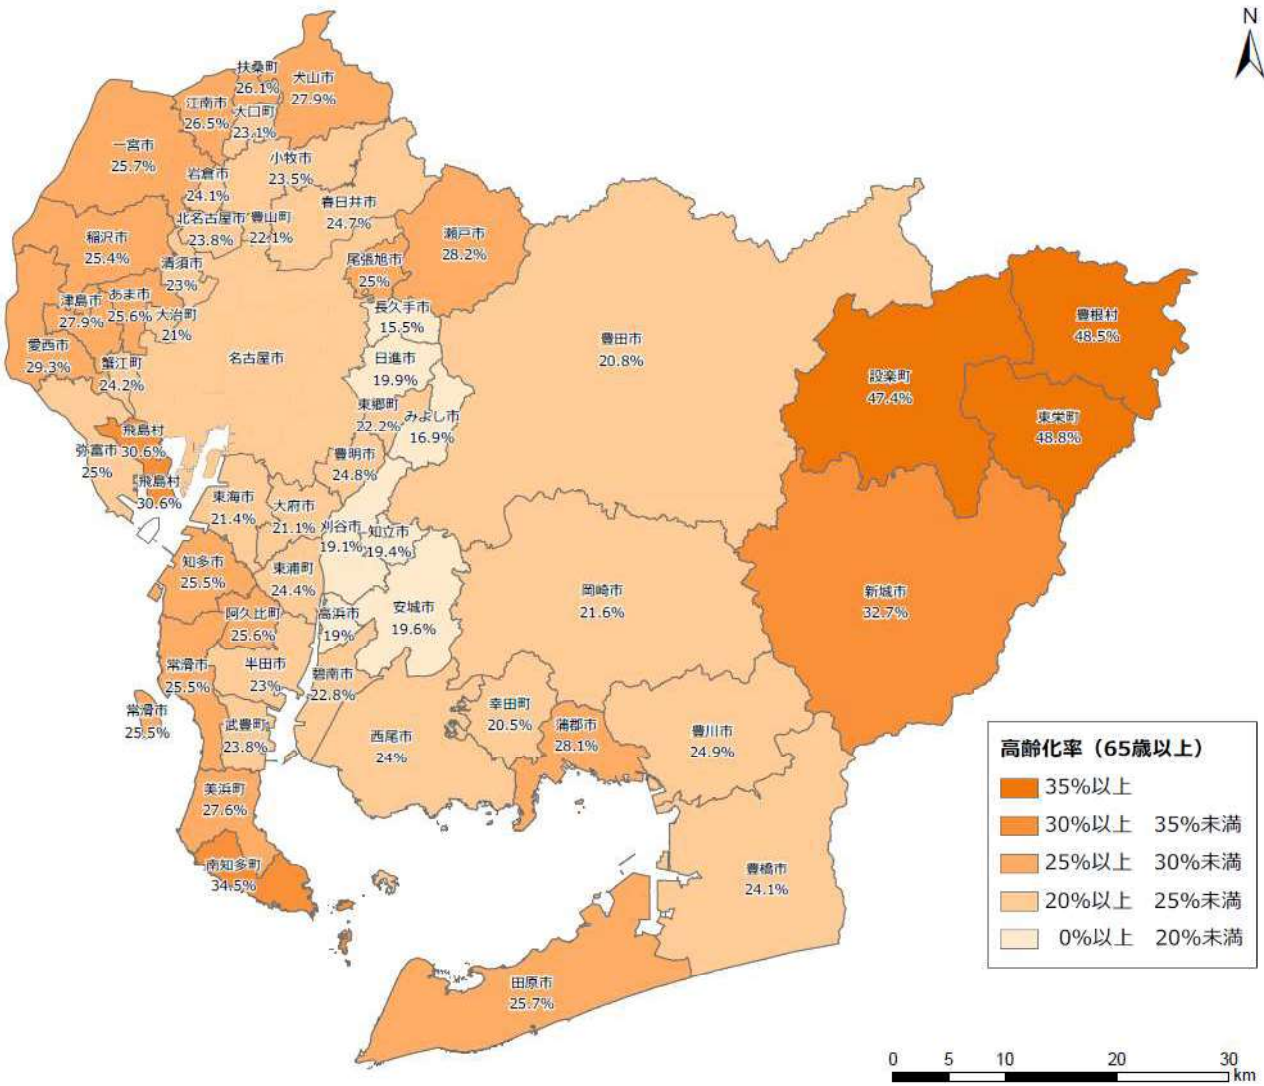 N
扶桑町
26.1%
犬山市
27.9%
江南市
26.5%
大口町
23.1%
一宮市
25.7%
小牧市
23.5%
岩倉市
24.1%
春日井市
24.7%
北名古屋市
23.8%
豊山町
22.1%
瀬戸市
28.2%
稲沢市
25.4%
清須市
23%
尾張旭市
25%
津島市
27.9%
あま市
25.6%
大治町
21%
長久手市
15.5%
豊根村
48.5%
愛西市
29.3%
蟹江町
24.2%
名古屋市
日進市
19.9%
豊田市
20.8%
設楽町
47.4%
東郷町
22.2%
みよし市
16.9%
東栄町
48.8%
飛島村
30.6%
弥富市
25%
豊明市
24.8%
飛島村
30.6%
東海市
21.4%
大府市
21.1%
刈谷市
19.1%
知立市
19.4%
知多市
25.5%
東浦町
24.4%
岡崎市
21.6%
新城市
32.7%
阿久比町
25.6%
高浜市
19%
安城市
19.6%
常滑市
25.5%
半田市
23%
碧南市
22.8%
常滑市
25.5%
武豊町
23.8%
西尾市
24%
幸田町
20.5%
蒲郡市
28.1%
豊川市
24.9%
美浜町
27.6%
南知多町
34.5%
豊橋市
24.1%
田原市
25.7%
高齢化率（65歳以上）
35%以上
30%以上 35%未満
25%以上 30%未満
20%以上 25%未満
0%以上 20%未満
0 5 10 20 30
km